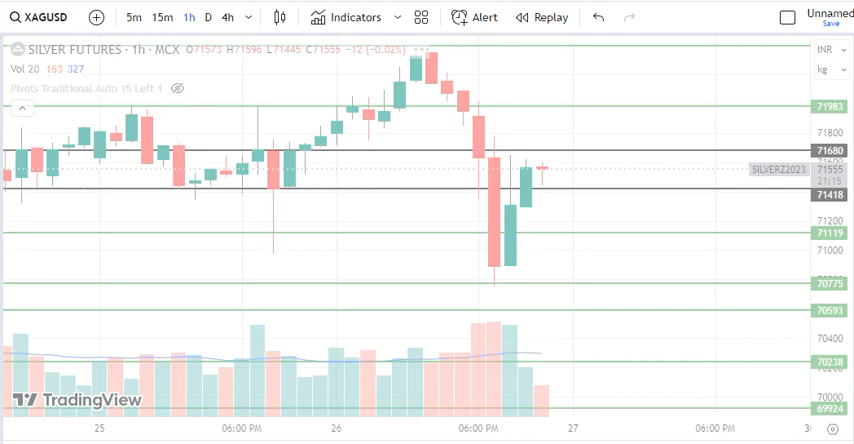 XAGUSD 5m 15m 1h D 4h Indicators Alert Replay Unnamed
Save
SILVER FUTURES · 1h · MCX O71573 H71596 L71445 C71555 −12 (−0.02%)
INR
Vol 20 163 327
kg
Pivots Traditional Auto 15 Left 1
71983
71800
71680
SILVERZ2023 71555
21:15
71418
71200
71119
71000
70775
70593
70400
70238
70000
TradingView
69924
25 06:00 PM 26 06:00 PM 27 06:00 PM